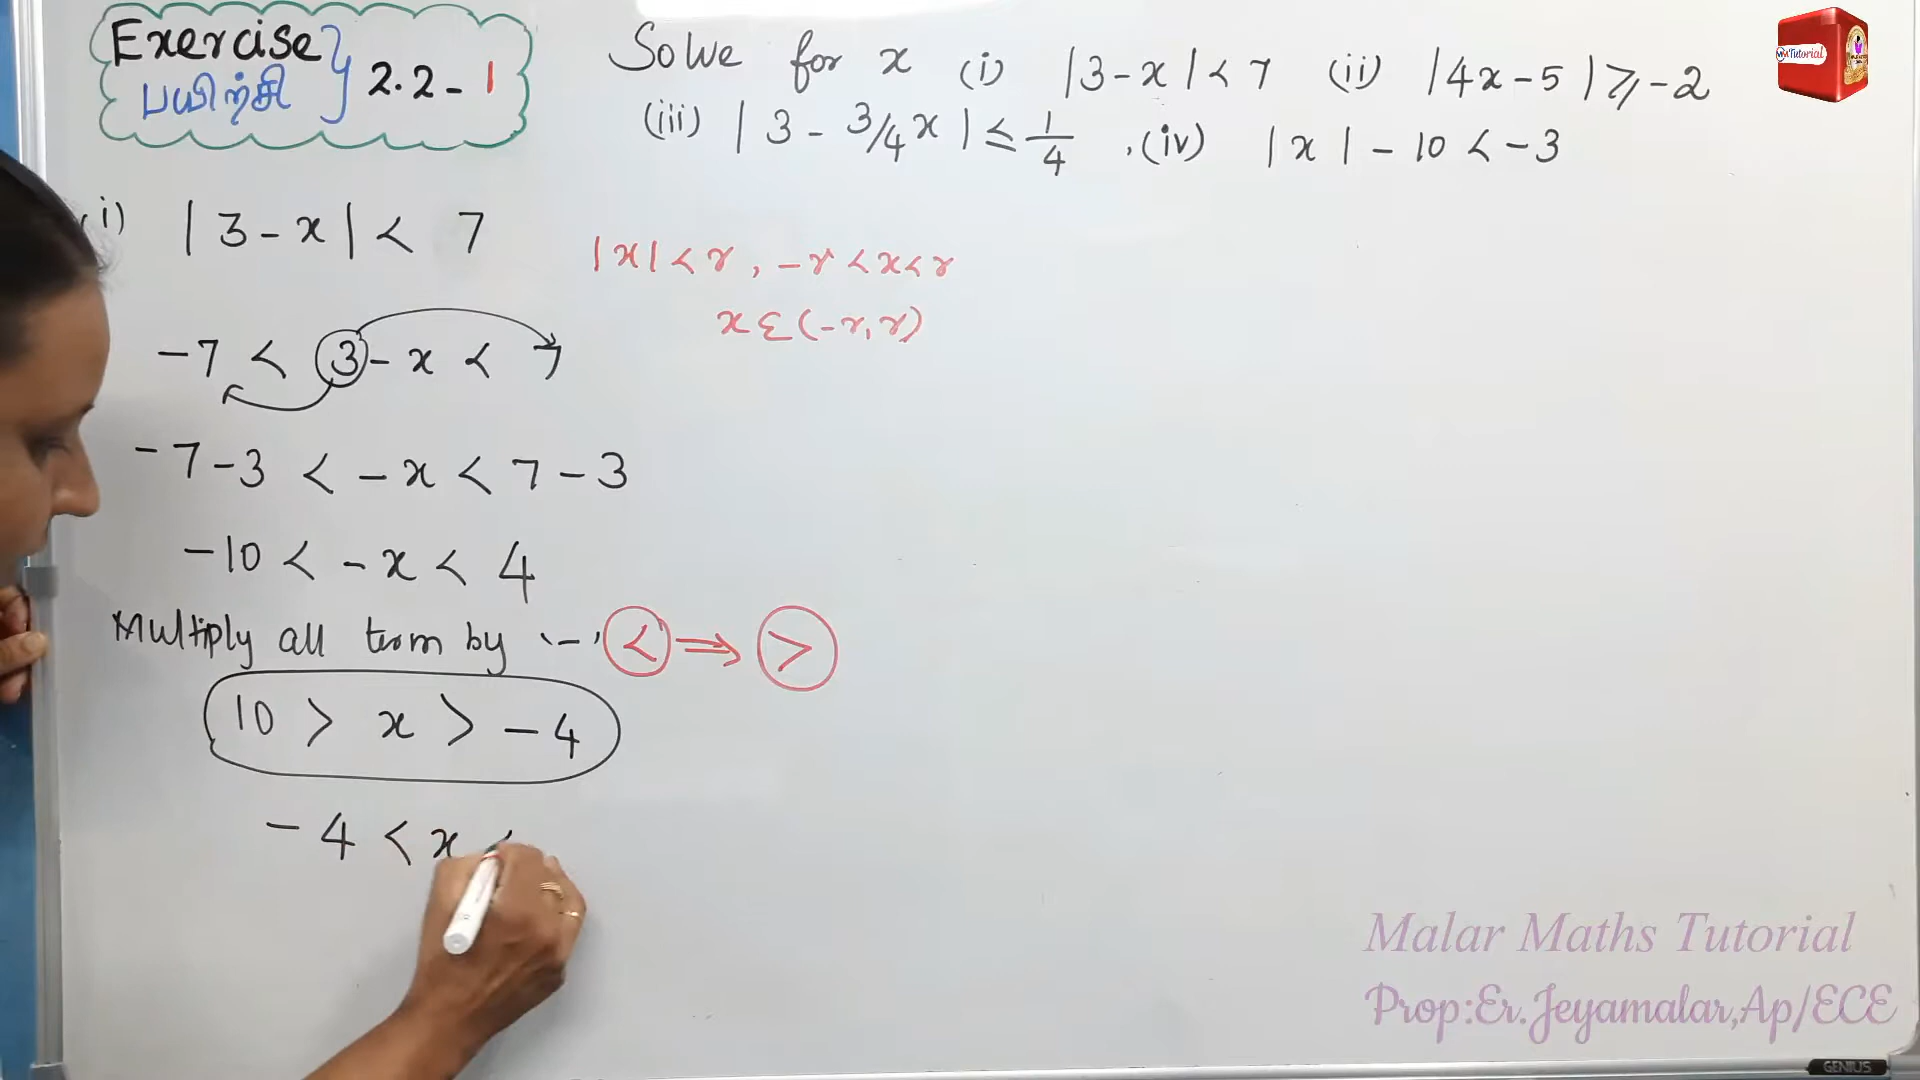 Exercise
பயிற்சி
2.2 - 1
Solve for x (i) |3-x| < 7 (ii) |4x-5| ≥ -2
(iii) |3 - 3/4 x| ≤ 1/4 , (iv) |x| - 10 < -3
Tutorial
i) |3-x| < 7
|x| < r, -r < x < r
x ε (-r, r)
-7 < 3 - x < 7
-7-3 < -x < 7-3
-10 < -x < 4
Multiply all term by '-' < ⇒ >
10 > x > -4
-4 < x <
Malar Maths Tutorial
Prop:Er.Jeyamalar,Ap/ECE
GENIUS